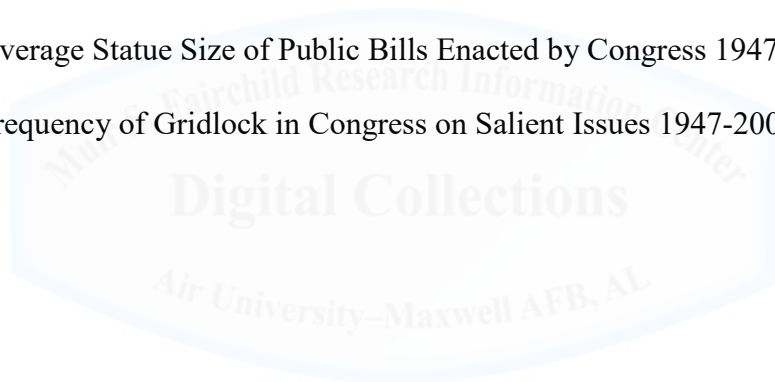 verage Statue Size of Public Bills Enacted by Congress 1947
requency of Gridlock in Congress on Salient Issues 1947-200
Muir S. Fairchild Research Information Center
Digital Collections
Air University–Maxwell AFB, AL